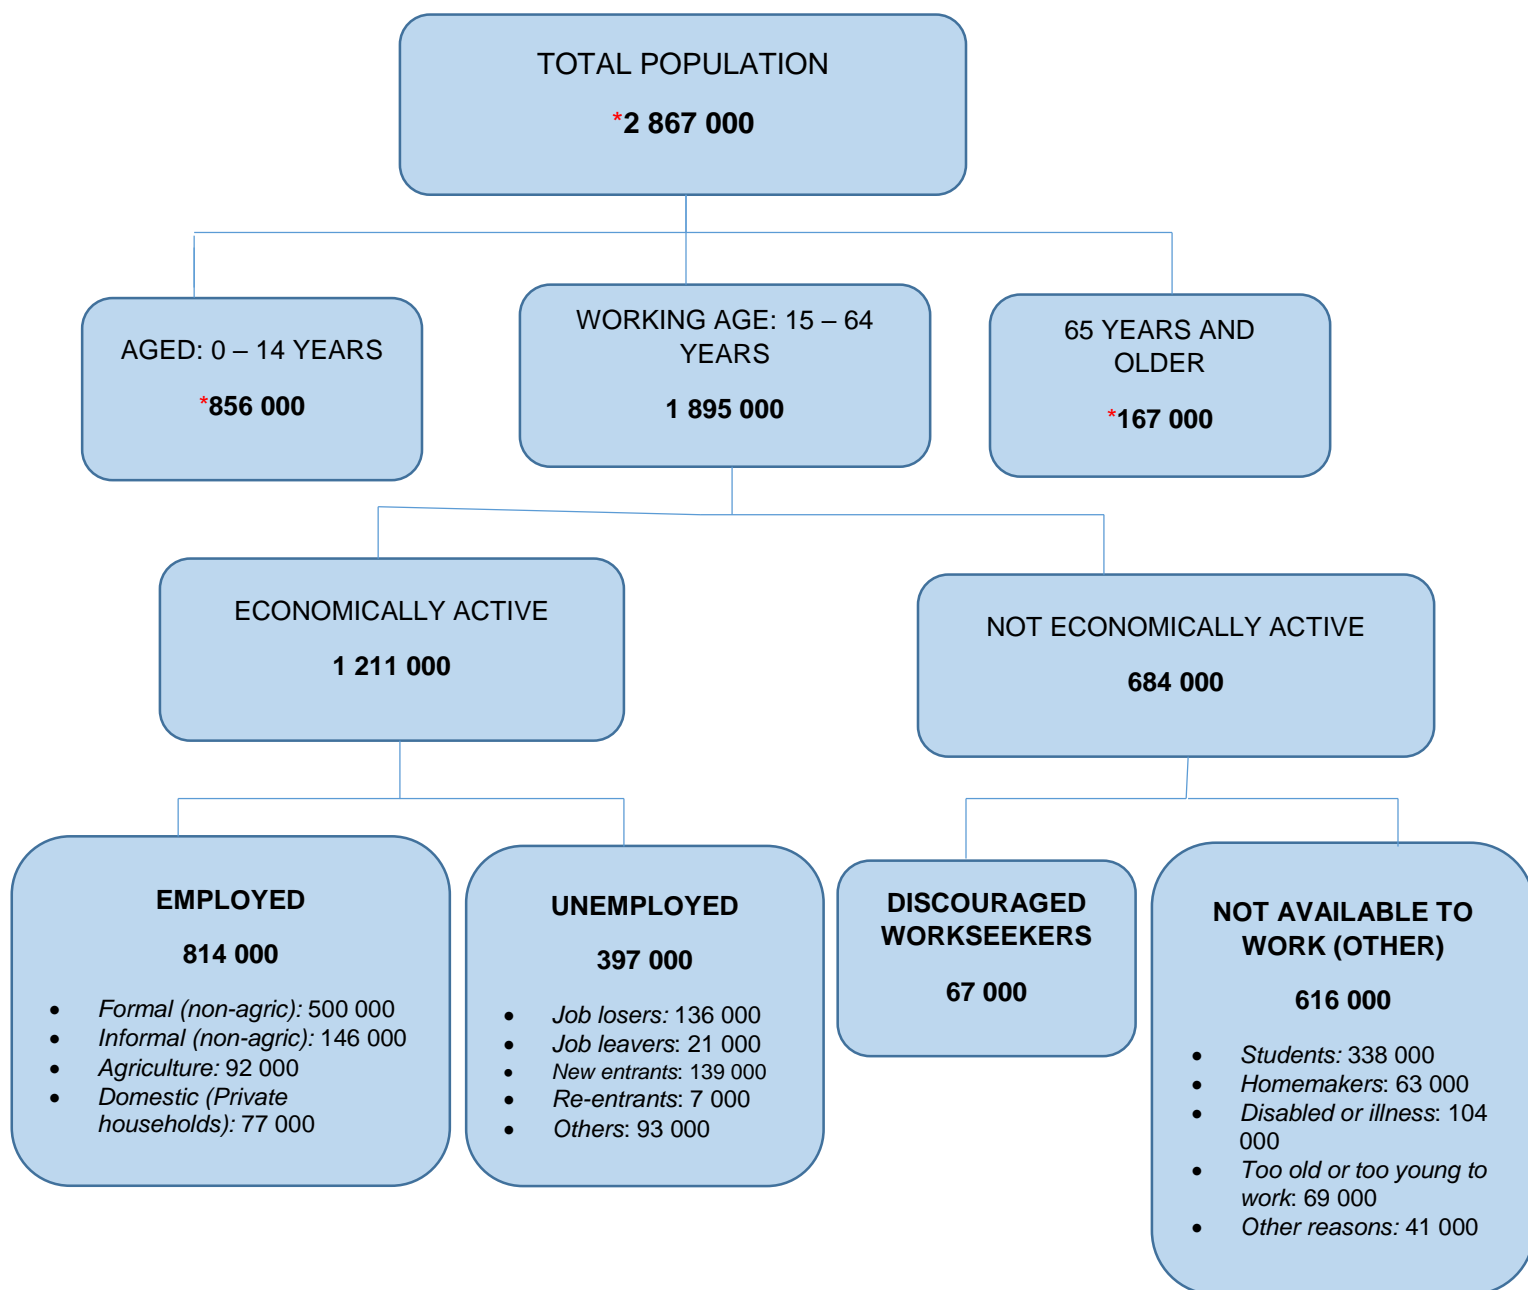 TOTAL POPULATION
*2 867 000
AGED: 0 – 14 YEARS
*856 000
WORKING AGE: 15 – 64
YEARS
1 895 000
65 YEARS AND
OLDER
*167 000
ECONOMICALLY ACTIVE
1 211 000
NOT ECONOMICALLY ACTIVE
684 000
EMPLOYED
814 000
• Formal (non-agric): 500 000
• Informal (non-agric): 146 000
• Agriculture: 92 000
• Domestic (Private
households): 77 000
UNEMPLOYED
397 000
• Job losers: 136 000
• Job leavers: 21 000
• New entrants: 139 000
• Re-entrants: 7 000
• Others: 93 000
DISCOURAGED
WORKSEEKERS
67 000
NOT AVAILABLE TO
WORK (OTHER)
616 000
• Students: 338 000
• Homemakers: 63 000
• Disabled or illness: 104
000
• Too old or too young to
work: 69 000
• Other reasons: 41 000